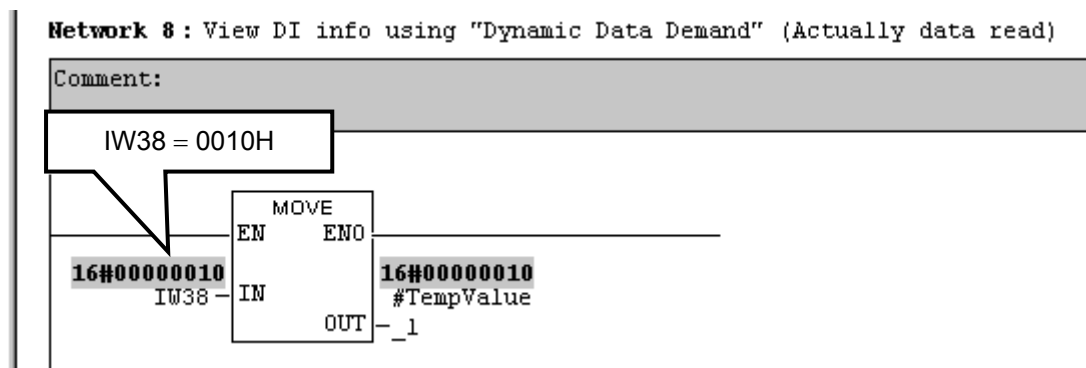 Network 8 : View DI info using "Dynamic Data Demand" (Actually data read)
Comment:
IW38 = 0010H
MOVE
EN ENO
16#00000010 16#00000010
IW38 IN #TempValue
OUT _1